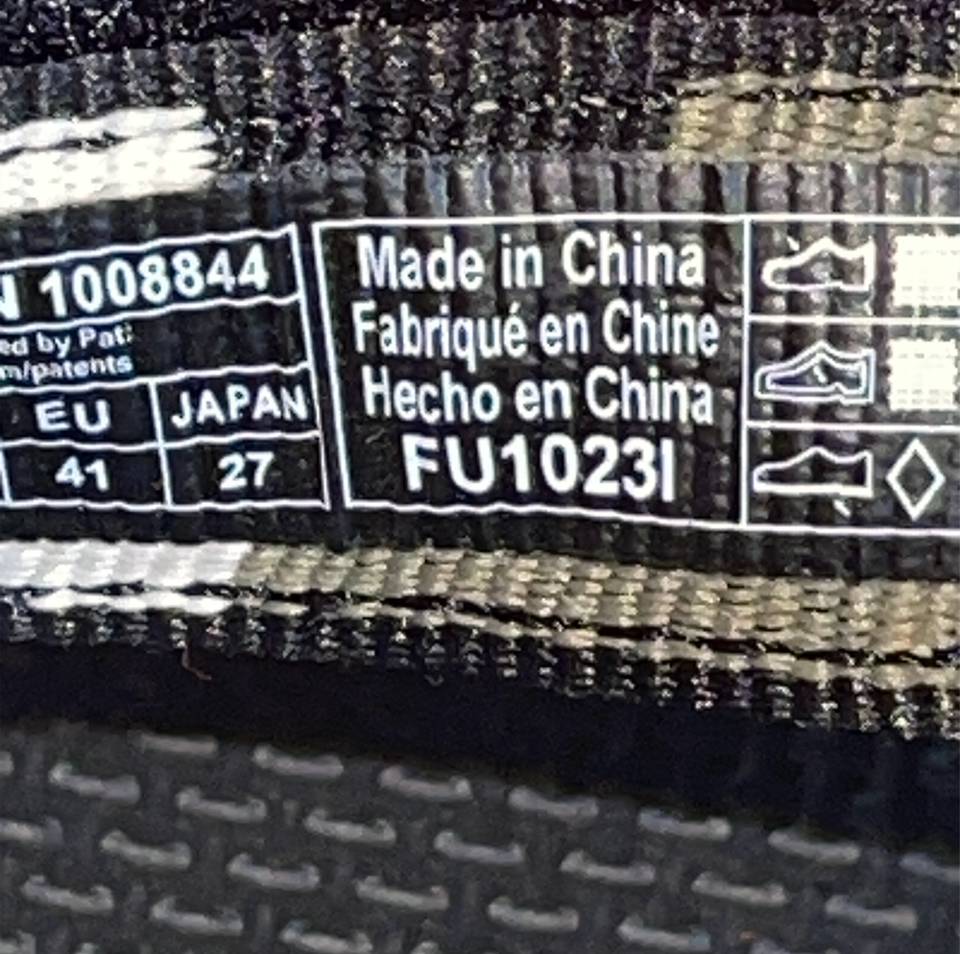 N 1008844
ed by Pat:
m/patents
EU JAPAN
41 27
Made in China
Fabriqué en Chine
Hecho en China
FU1023I